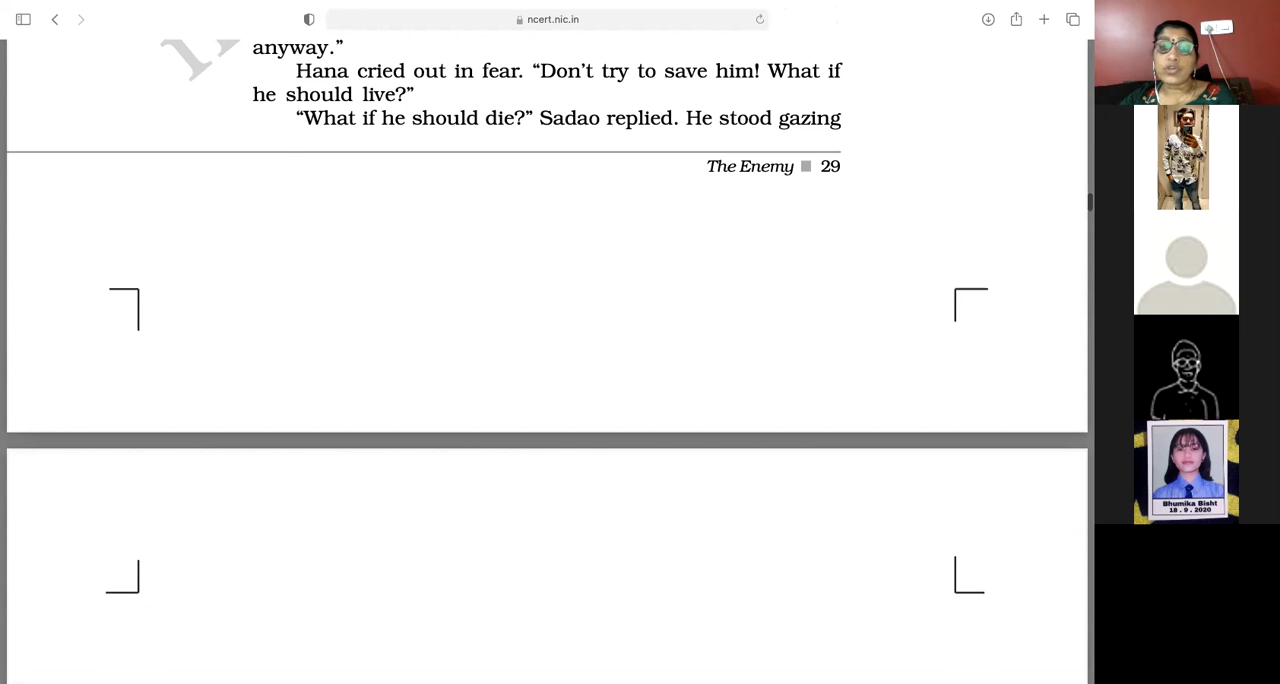 ncert.nic.in
anyway.”
Hana cried out in fear. “Don’t try to save him! What if
he should live?”
“What if he should die?” Sadao replied. He stood gazing
The Enemy ■ 29
Bhumika Bisht
18 . 9 . 2020